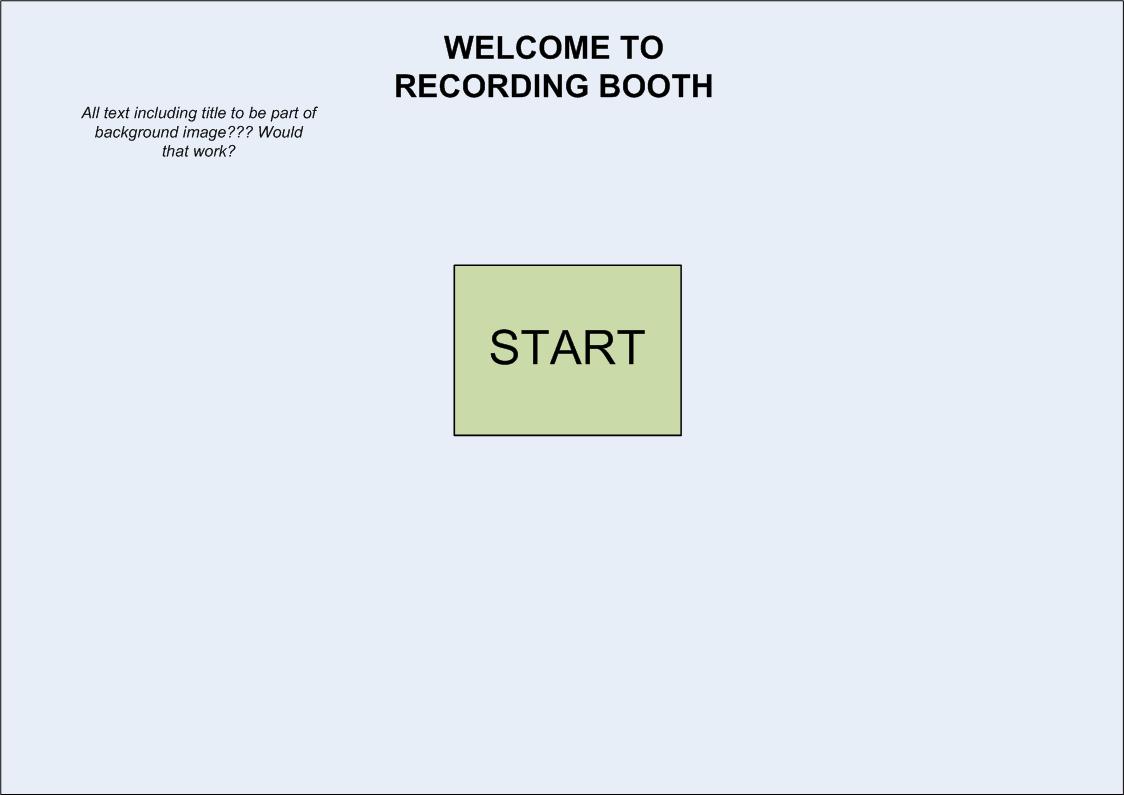 WELCOME TO
RECORDING BOOTH
All text including title to be part of
background image??? Would
that work?
START